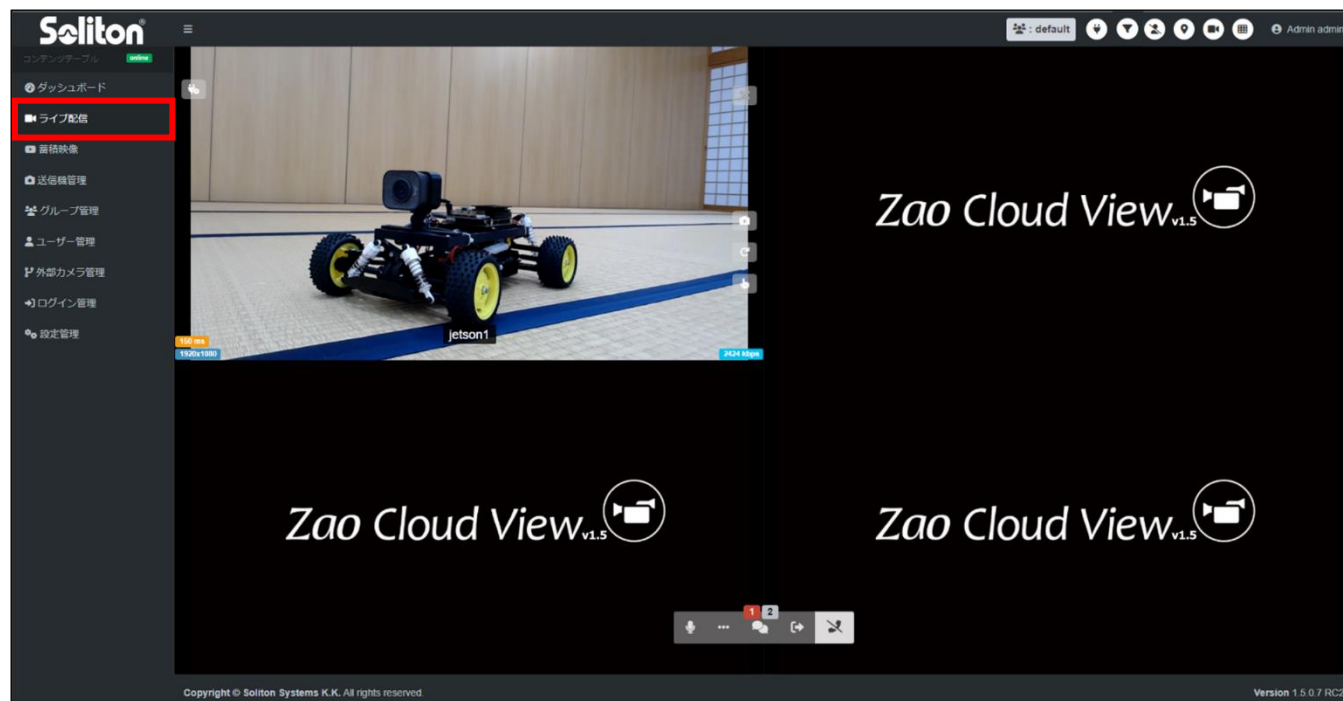 Soliton®
: default
Admin admin
コンテンツテーブル
online
ダッシュボード
ライブ配信
蓄積映像
送信機管理
グループ管理
ユーザー管理
外部カメラ管理
ログイン管理
設定管理
jetson1
150 ms
1920x1080
2424 kbps
Zao Cloud View v1.5
Zao Cloud View v1.5
Zao Cloud View v1.5
1 2
Copyright © Soliton Systems K.K. All rights reserved.
Version 1.5.0.7 RC2